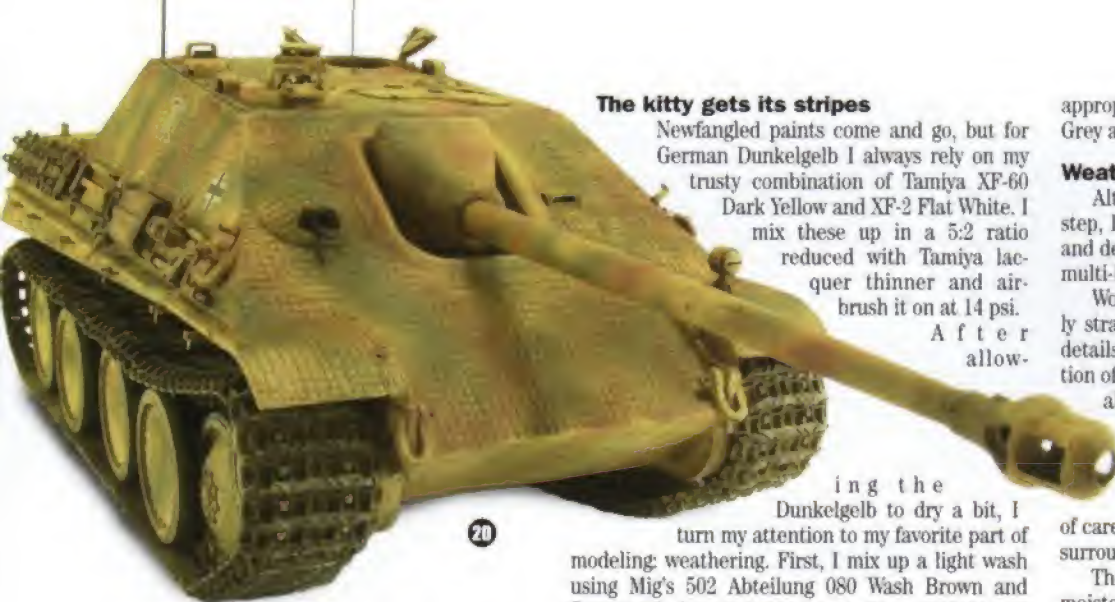 The kitty gets its stripes
Newfangled paints come and go, but for
German Dunkelgelb I always rely on my
trusty combination of Tamiya XF-60
Dark Yellow and XF-2 Flat White. I
mix these up in a 5:2 ratio
reduced with Tamiya lac-
quer thinner and air-
brush it on at 14 psi.
After
allow-
ing the
Dunkelgelb to dry a bit, I
turn my attention to my favorite part of
modeling: weathering. First, I mix up a light wash
using Mig's 502 Abteilung 080 Wash Brown and
20
Grey a
step, 
and de
multi-
ly stra
details
tion of
of care
surrou
Th